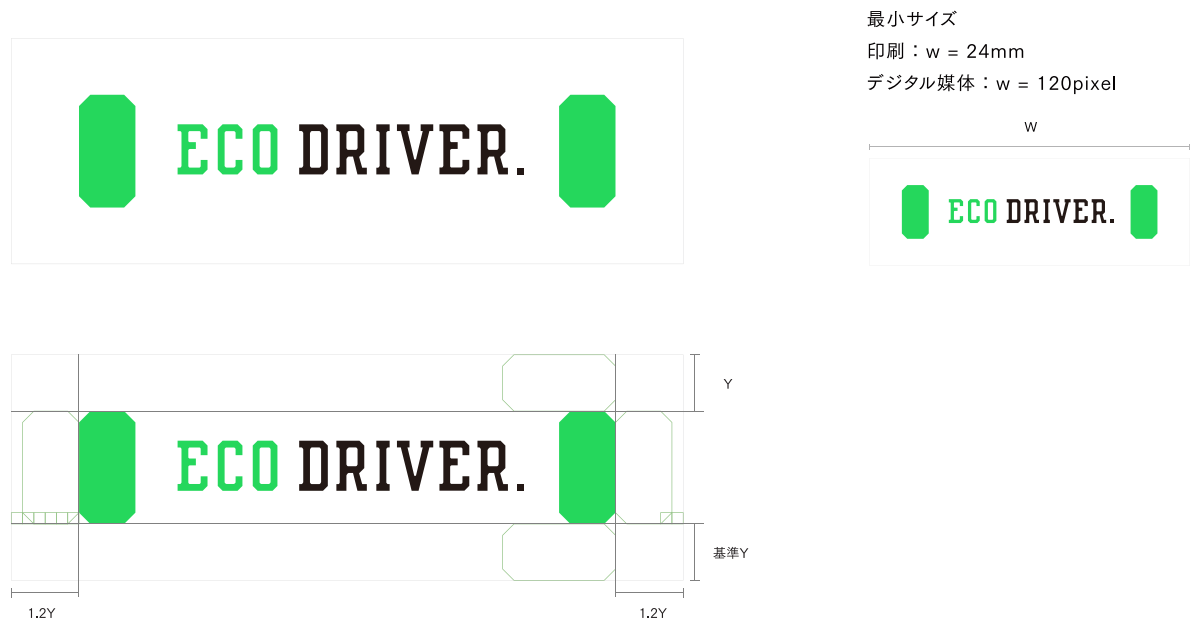 ECO DRIVER.
最小サイズ
印刷：w = 24mm
デジタル媒体：w = 120pixel
w
ECO DRIVER.
Y
ECO DRIVER.
基準Y
1.2Y
1.2Y